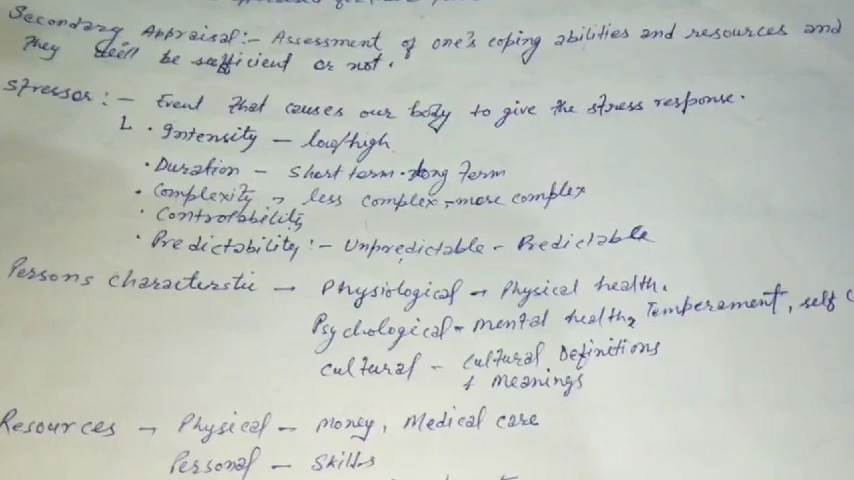 Secondary Appraisal:- Assessment of one's coping abilities and resources and
They will be sufficient or not.
Stressor:- Event that causes our body to give the stress response.
L • Intensity - low/high
• Duration - Short term - long Term
• Complexity → less complex - more complex
• Controlability
• Predictability:- Unpredictable - Predictable
Persons characterstic → Physiological → Physical health.
Psychological = mental health, Temperament, self
Cultural - Cultural Definitions
+ Meanings
Resources → Physical - money, Medical care
Personal - Skills